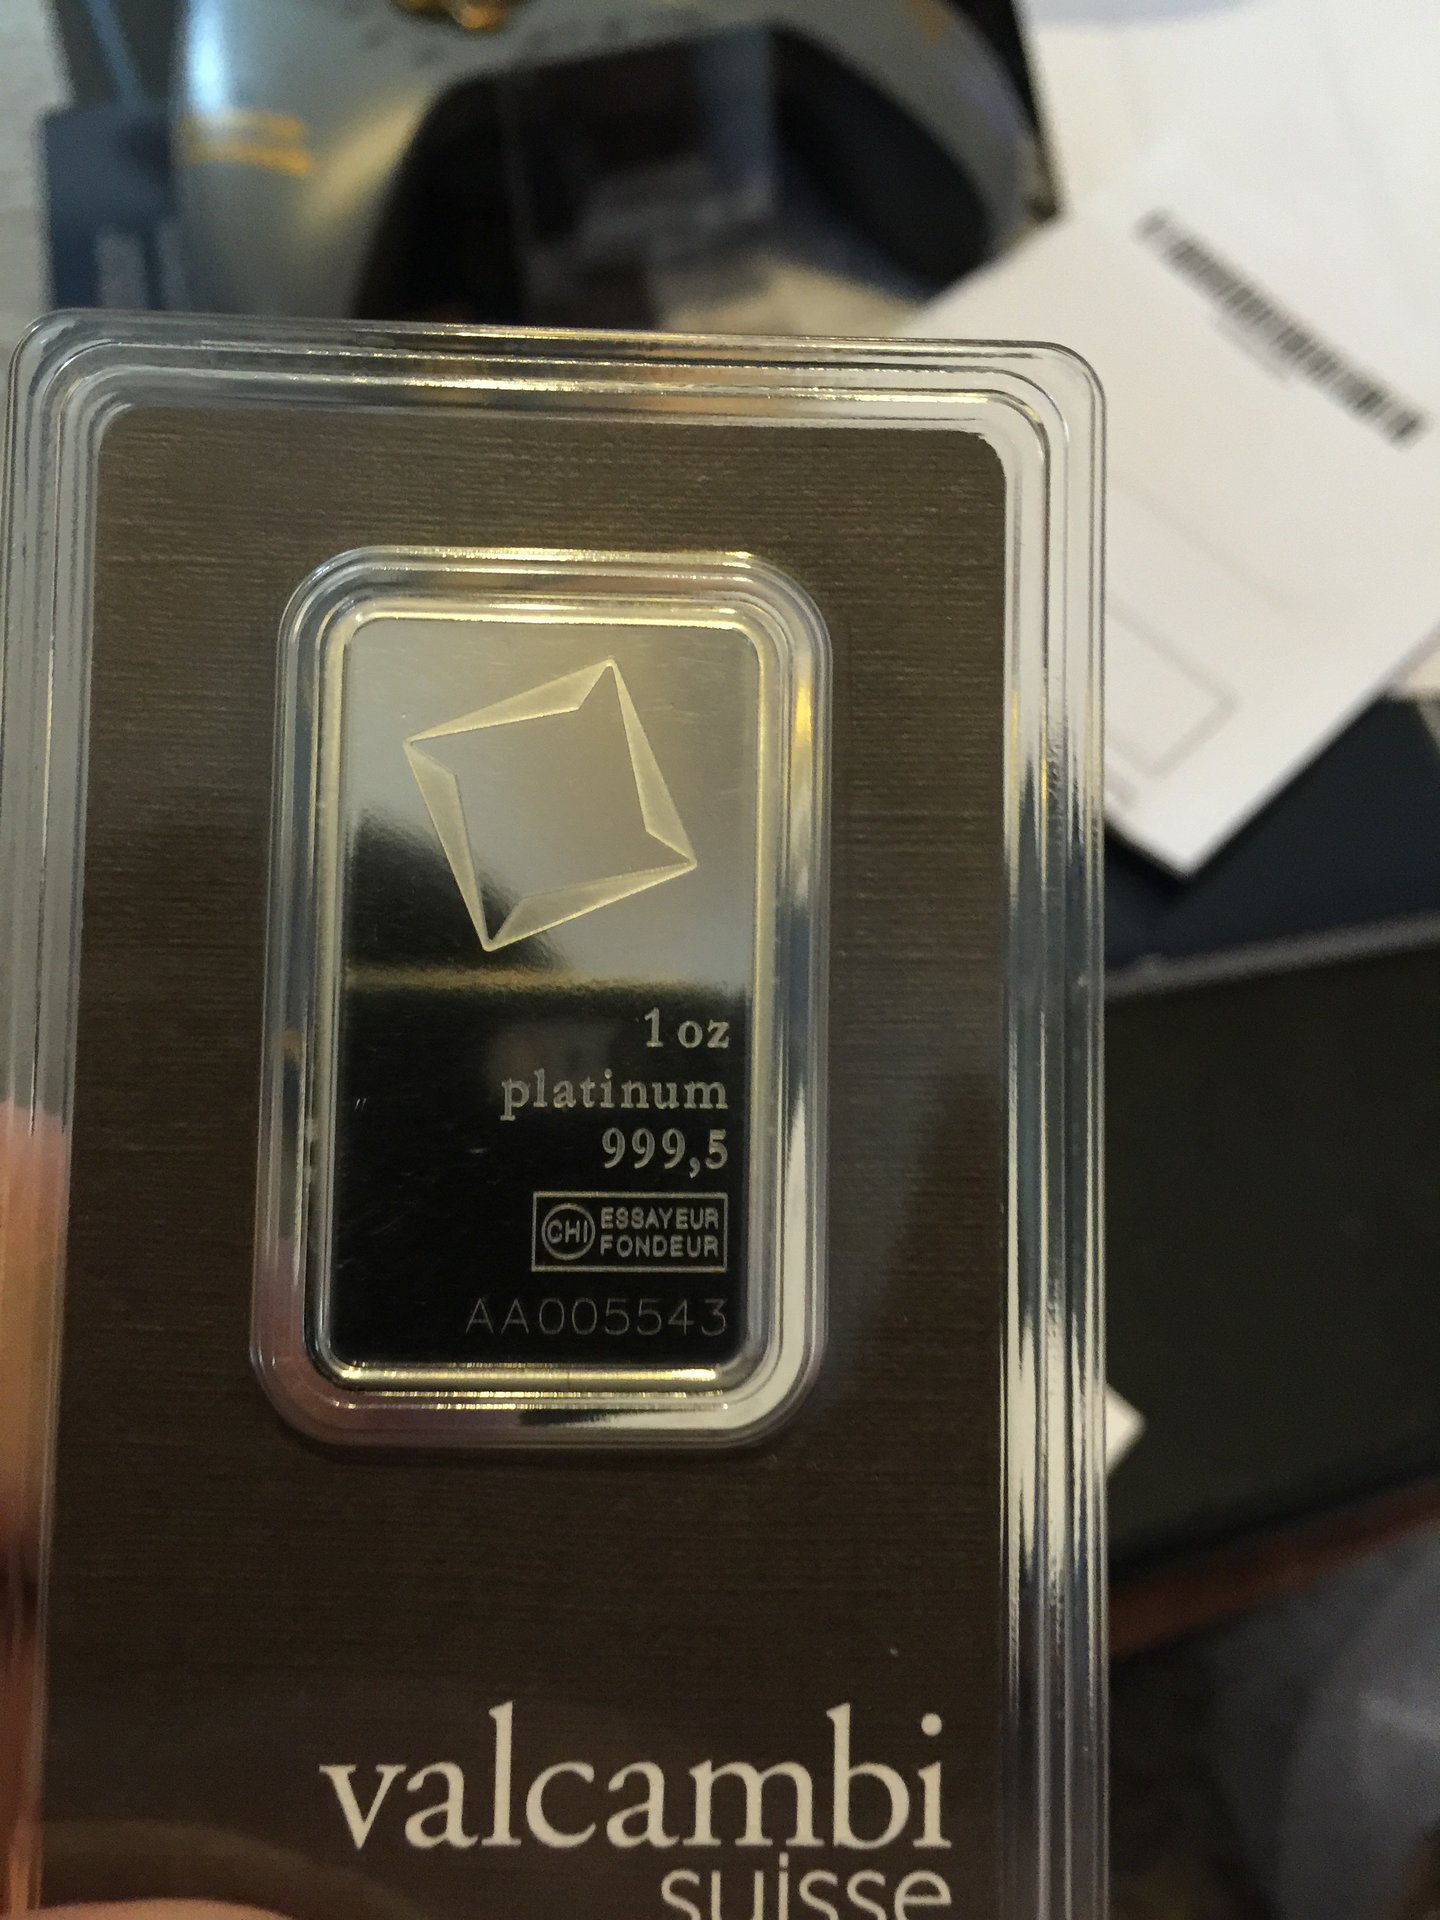 1 oz
platinum
999,5
CHI ESSAYEUR
FONDEUR
AA005543
valcambi
suisse